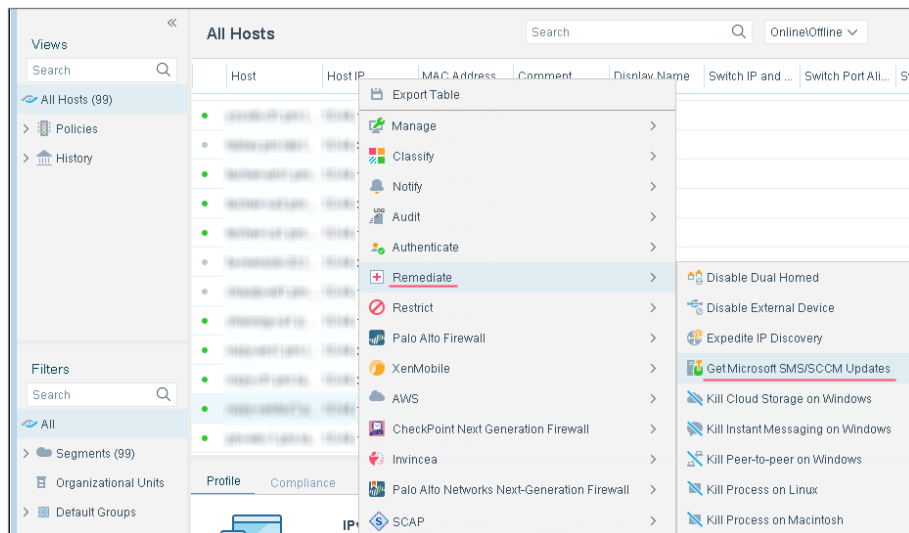 All Hosts
Search
Online\Offline
Views
Search
All Hosts (99)
Policies
History
Host
Host IP
MAC Address
Comment
Display Name
Switch IP and ...
Switch Port Ali...
Export Table
Manage
Classify
Notify
LOG
Audit
Authenticate
Remediate
Restrict
Palo Alto Firewall
XenMobile
AWS
CheckPoint Next Generation Firewall
Invincea
Palo Alto Networks Next-Generation Firewall
SCAP
Disable Dual Homed
Disable External Device
Expedite IP Discovery
Get Microsoft SMS/SCCM Updates
Kill Cloud Storage on Windows
Kill Instant Messaging on Windows
Kill Peer-to-peer on Windows
Kill Process on Linux
Kill Process on Macintosh
Filters
Search
All
Segments (99)
Organizational Units
Default Groups
Profile
Compliance